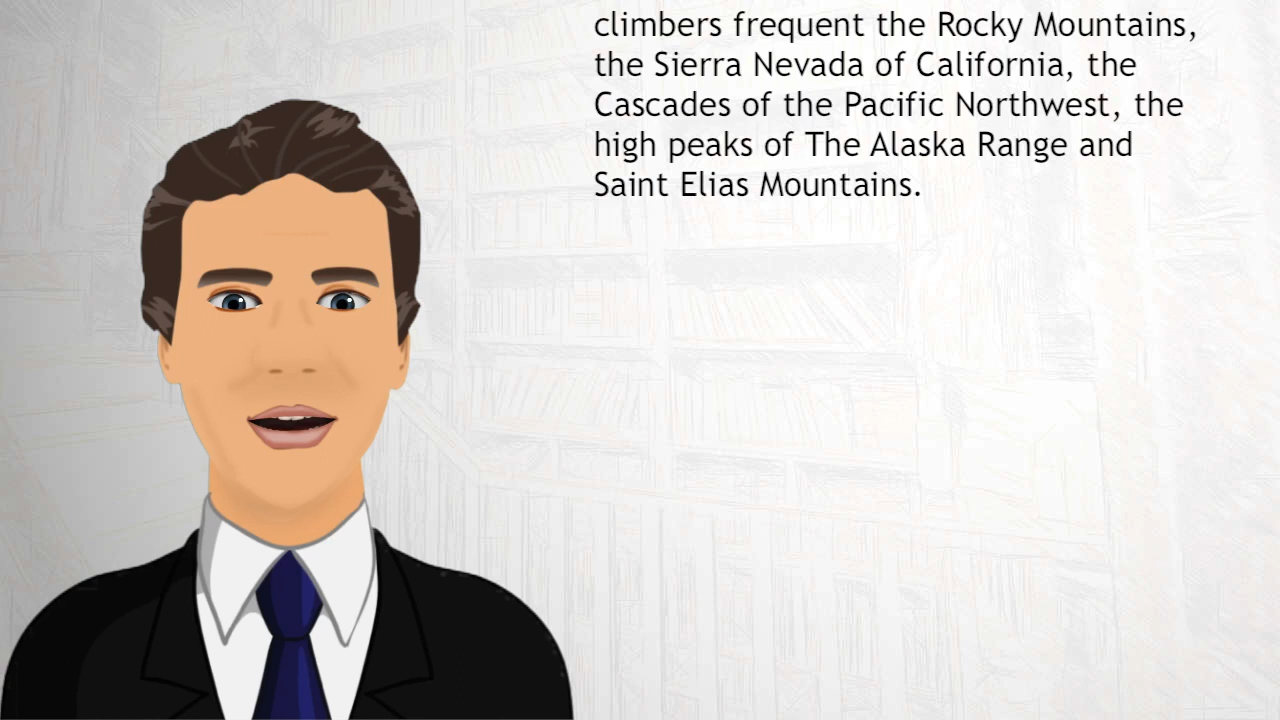 climbers frequent the Rocky Mountains,
the Sierra Nevada of California, the
Cascades of the Pacific Northwest, the
high peaks of The Alaska Range and
Saint Elias Mountains.